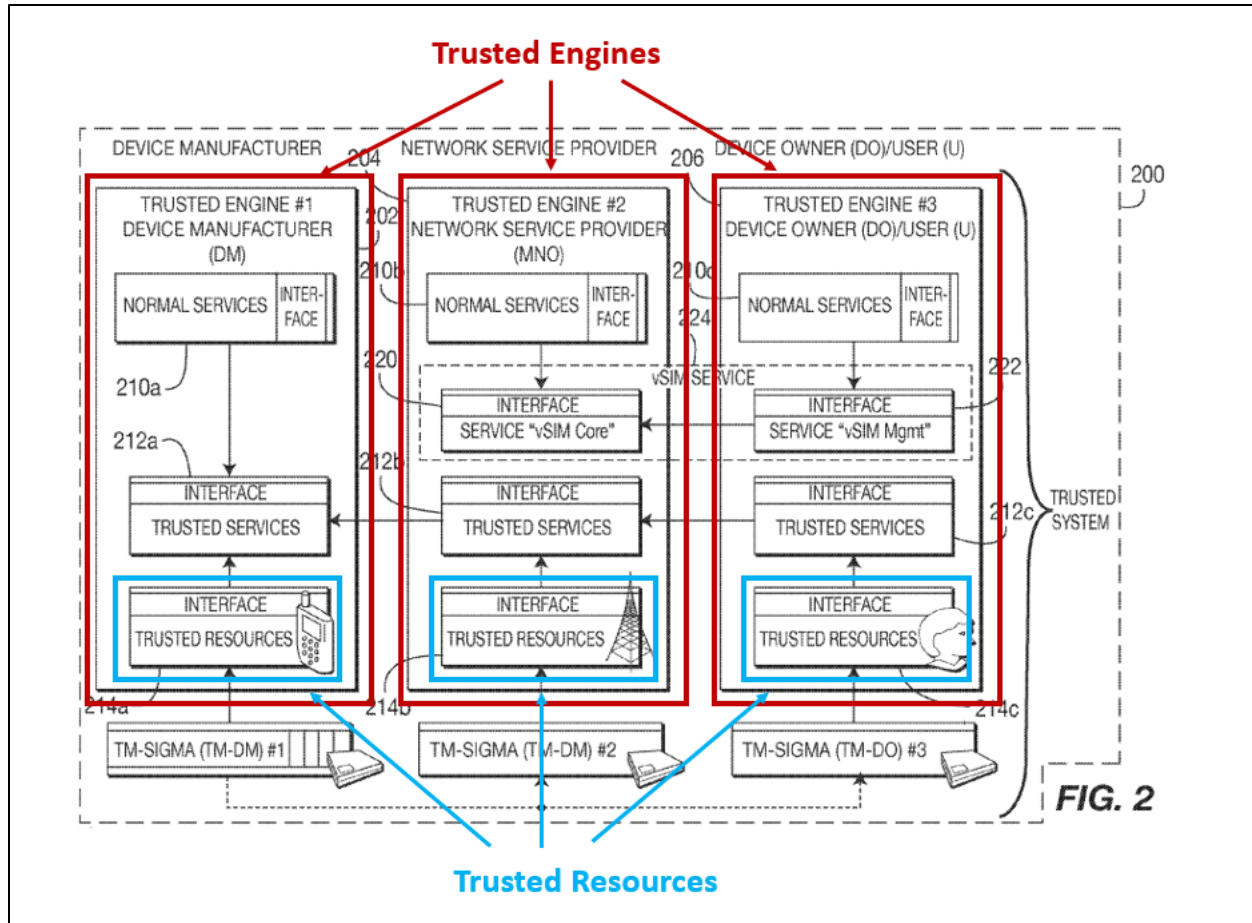 Trusted Engines
DEVICE MANUFACTURER
204
NETWORK SERVICE PROVIDER
206
DEVICE OWNER (DO)/USER (U)
200
TRUSTED ENGINE #1
DEVICE MANUFACTURER
(DM)
202
TRUSTED ENGINE #2
NETWORK SERVICE PROVIDER
(MNO)
TRUSTED ENGINE #3
DEVICE OWNER (DO)/USER (U)
NORMAL SERVICES
INTER-
FACE
210b
NORMAL SERVICES
INTER-
FACE
210c
NORMAL SERVICES
INTER-
FACE
224
210a
220
vSIM SERVICE
222
INTERFACE
SERVICE "vSIM Core"
INTERFACE
SERVICE "vSIM Mgmt"
212a
212b
INTERFACE
TRUSTED SERVICES
INTERFACE
TRUSTED SERVICES
INTERFACE
TRUSTED SERVICES
212c
TRUSTED
SYSTEM
INTERFACE
TRUSTED RESOURCES
INTERFACE
TRUSTED RESOURCES
INTERFACE
TRUSTED RESOURCES
214a
214b
214c
TM-SIGMA (TM-DM) #1
TM-SIGMA (TM-DM) #2
TM-SIGMA (TM-DO) #3
FIG. 2
Trusted Resources